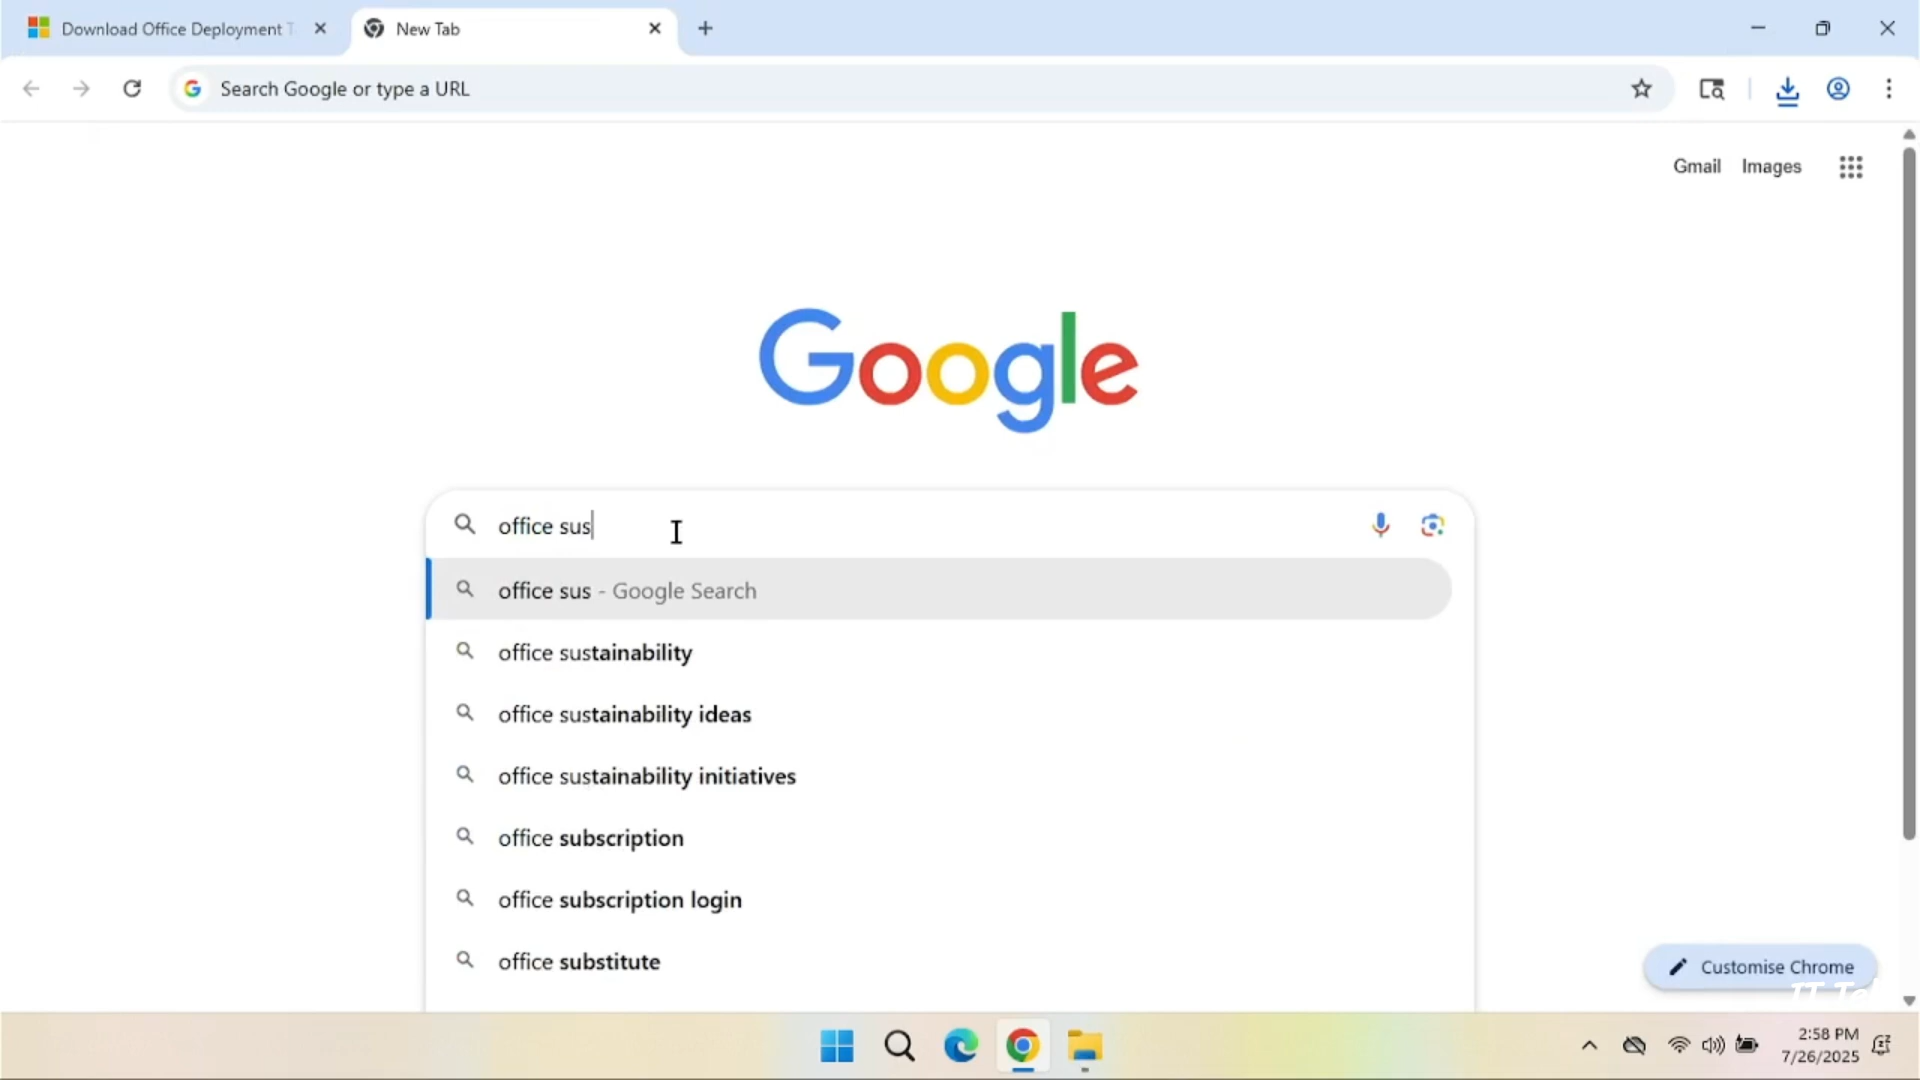 Download Office Deployment T
New Tab
Search Google or type a URL
Gmail Images
Google
office sus
office sus - Google Search
office sustainability
office sustainability ideas
office sustainability initiatives
office subscription
office subscription login
office substitute
Customise Chrome
2:58 PM
7/26/2025